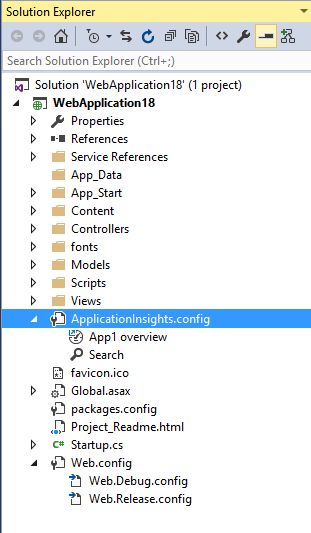 Solution Explorer
Search Solution Explorer (Ctrl+;)
Solution 'WebApplication18' (1 project)
WebApplication18
Properties
References
Service References
App_Data
App_Start
Content
Controllers
fonts
Models
Scripts
Views
ApplicationInsights.config
App1 overview
Search
favicon.ico
Global.asax
packages.config
Project_Readme.html
C# Startup.cs
Web.config
Web.Debug.config
Web.Release.config